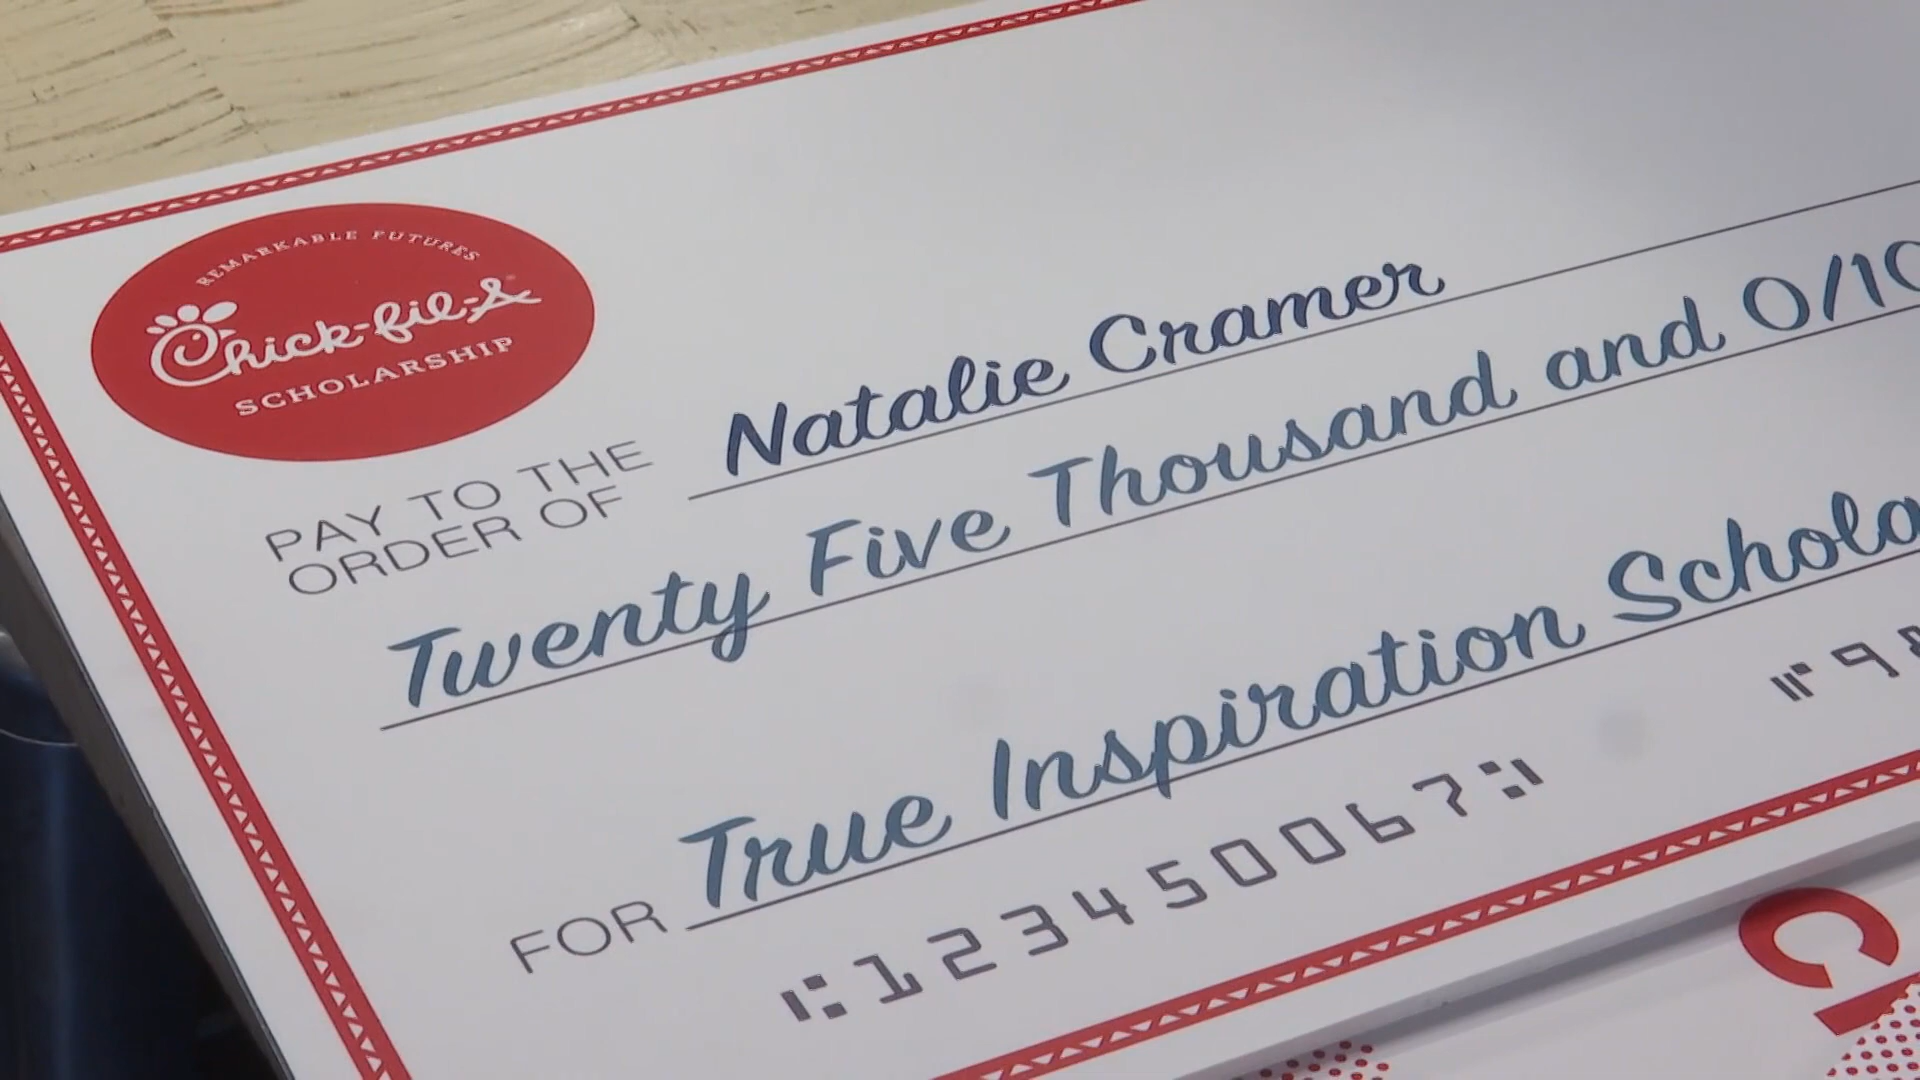 REMARKABLE FUTURES
Chick-fil-A
SCHOLARSHIP
PAY TO THE
ORDER OF
Natalie Cramer
Twenty Five Thousand and 0/10
FOR
True Inspiration Schola
⑆123450067⑆
⑈98
C